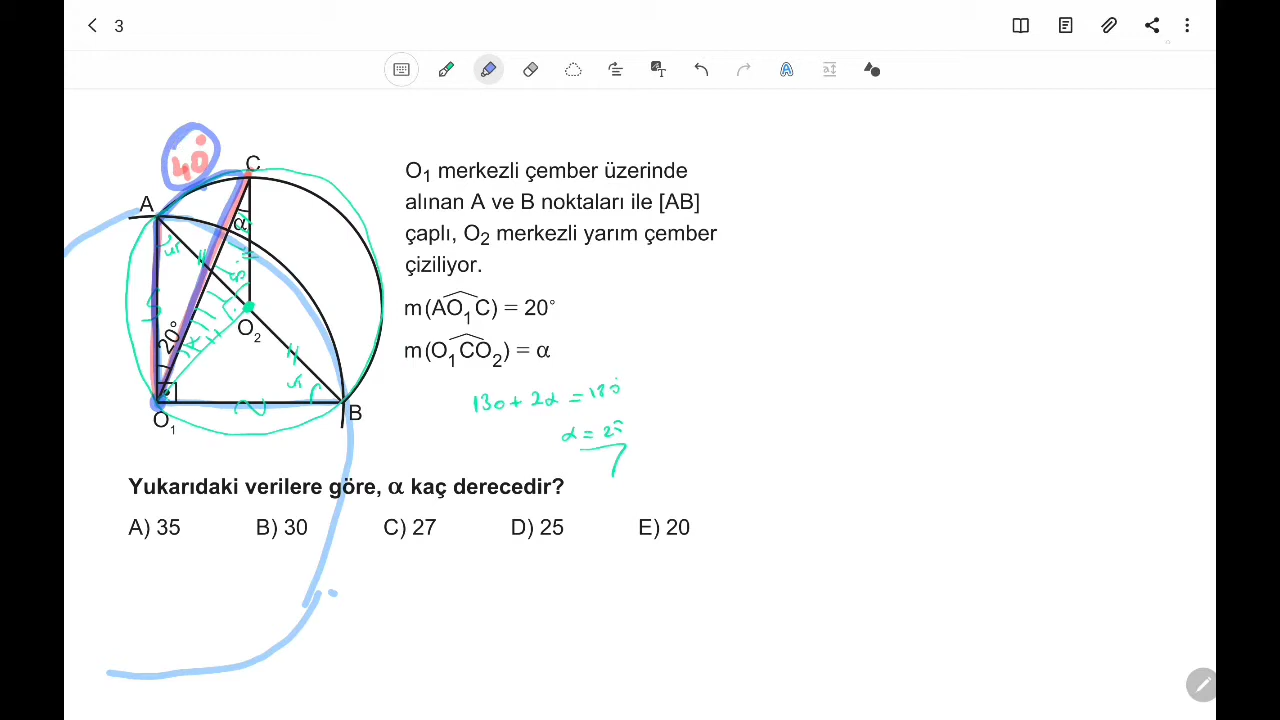 3
40°
C
A
α
O₂
20°
O₁
B
O₁ merkezli çember üzerinde
alınan A ve B noktaları ile [AB]
çaplı, O₂ merkezli yarım çember
çiziliyor.
m(AO₁C) = 20°
m(O₁CO₂) = α
130 + 2α = 180
α = 25
Yukarıdaki verilere göre, α kaç derecedir?
A) 35 B) 30 C) 27 D) 25 E) 20